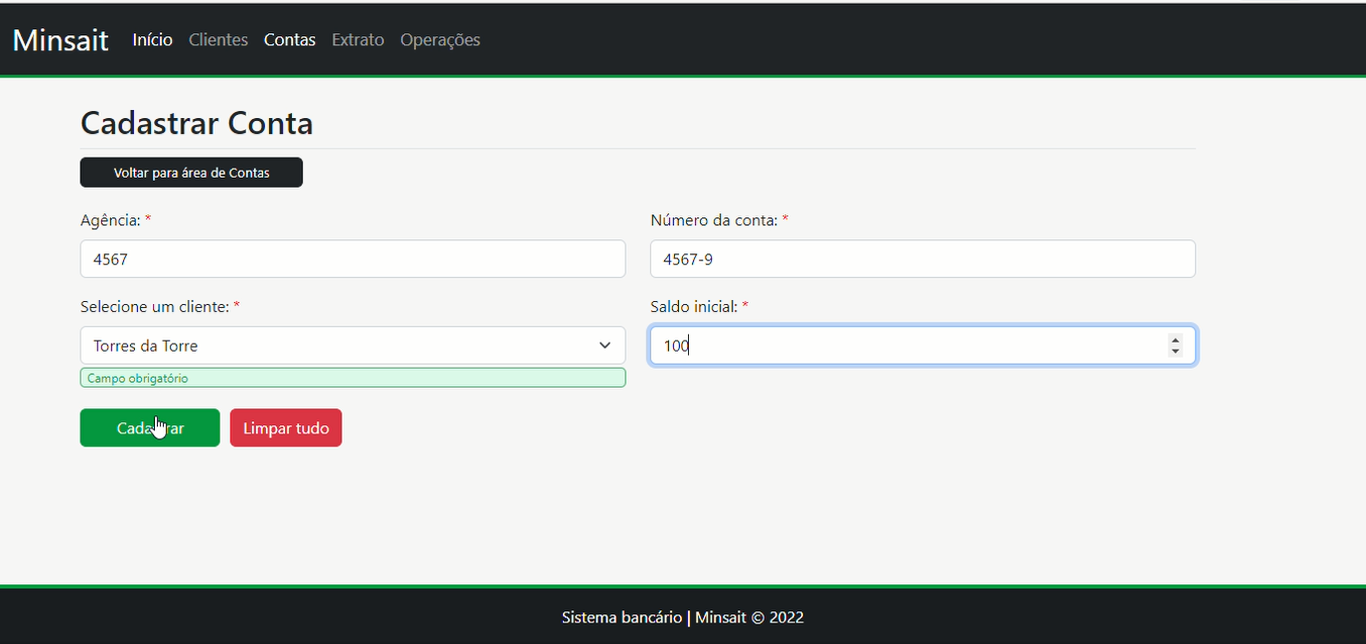 Minsait Início Clientes Contas Extrato Operações
Cadastrar Conta
Voltar para área de Contas
Agência: * Número da conta: *
4567 4567-9
Selecione um cliente: * Saldo inicial: *
Torres da Torre 100
Campo obrigatório
Cadastrar Limpar tudo
Sistema bancário | Minsait © 2022